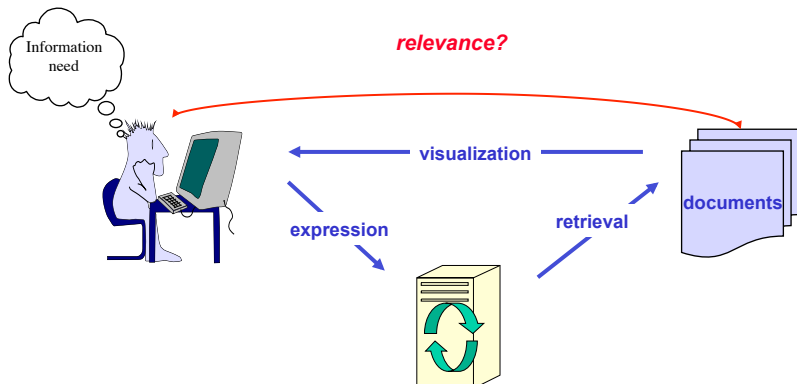 relevance?
Information
need
visualization
documents
expression
retrieval